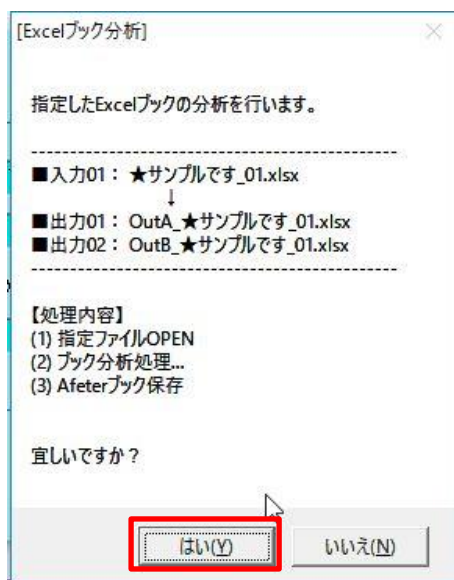 [Excelブック分析]
指定したExcelブックの分析を行います。
--------------------------------------------------
■入力01： ★サンプルです_01.xlsx
↓
■出力01： OutA_★サンプルです_01.xlsx
■出力02： OutB_★サンプルです_01.xlsx
--------------------------------------------------
【処理内容】
(1) 指定ファイルOPEN
(2) ブック分析処理...
(3) Afeterブック保存
宜しいですか？
はい(Y) いいえ(N)